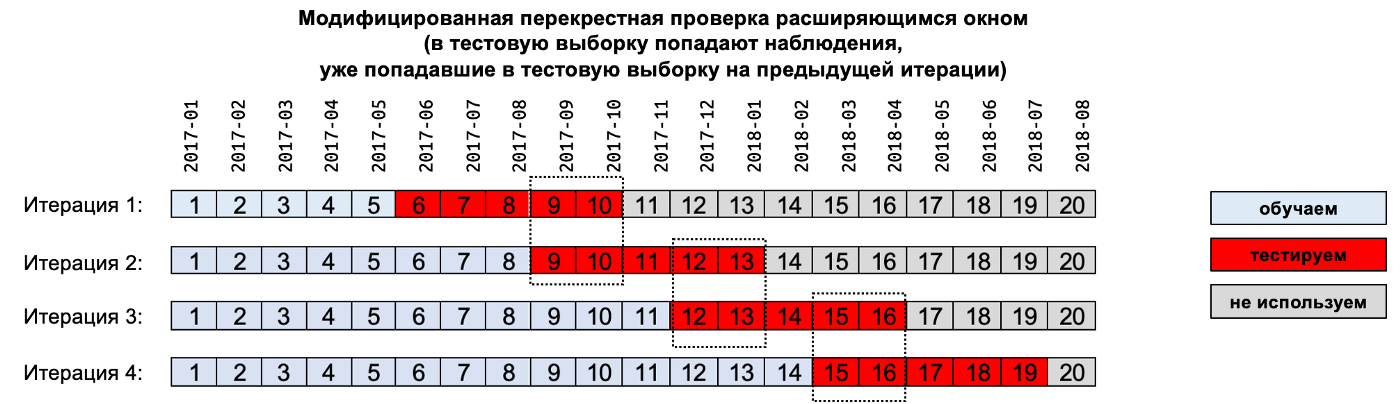 Модифицированная перекрестная проверка расширяющимся окном
(в тестовую выборку попадают наблюдения,
уже попадавшие в тестовую выборку на предыдущей итерации)
2017-01 2017-02 2017-03 2017-04 2017-05 2017-06 2017-07 2017-08 2017-09 2017-10 2017-11 2017-12 2018-01 2018-02 2018-03 2018-04 2018-06 2018-07 2018-08
Итерация 1: 1 2 3 4 5 6 7 8 9 10 11 12 13 14 15 16 17 18 19 20
обучаем
Итерация 2: 1 2 3 4 5 6 7 8 9 10 11 12 13 14 15 16 17 18 19 20
тестируем
Итерация 3: 1 2 3 4 5 6 7 8 9 10 11 12 13 14 15 16 17 18 19 20
не используем
Итерация 4: 1 2 3 4 5 6 7 8 9 10 11 12 13 14 15 16 17 18 19 20